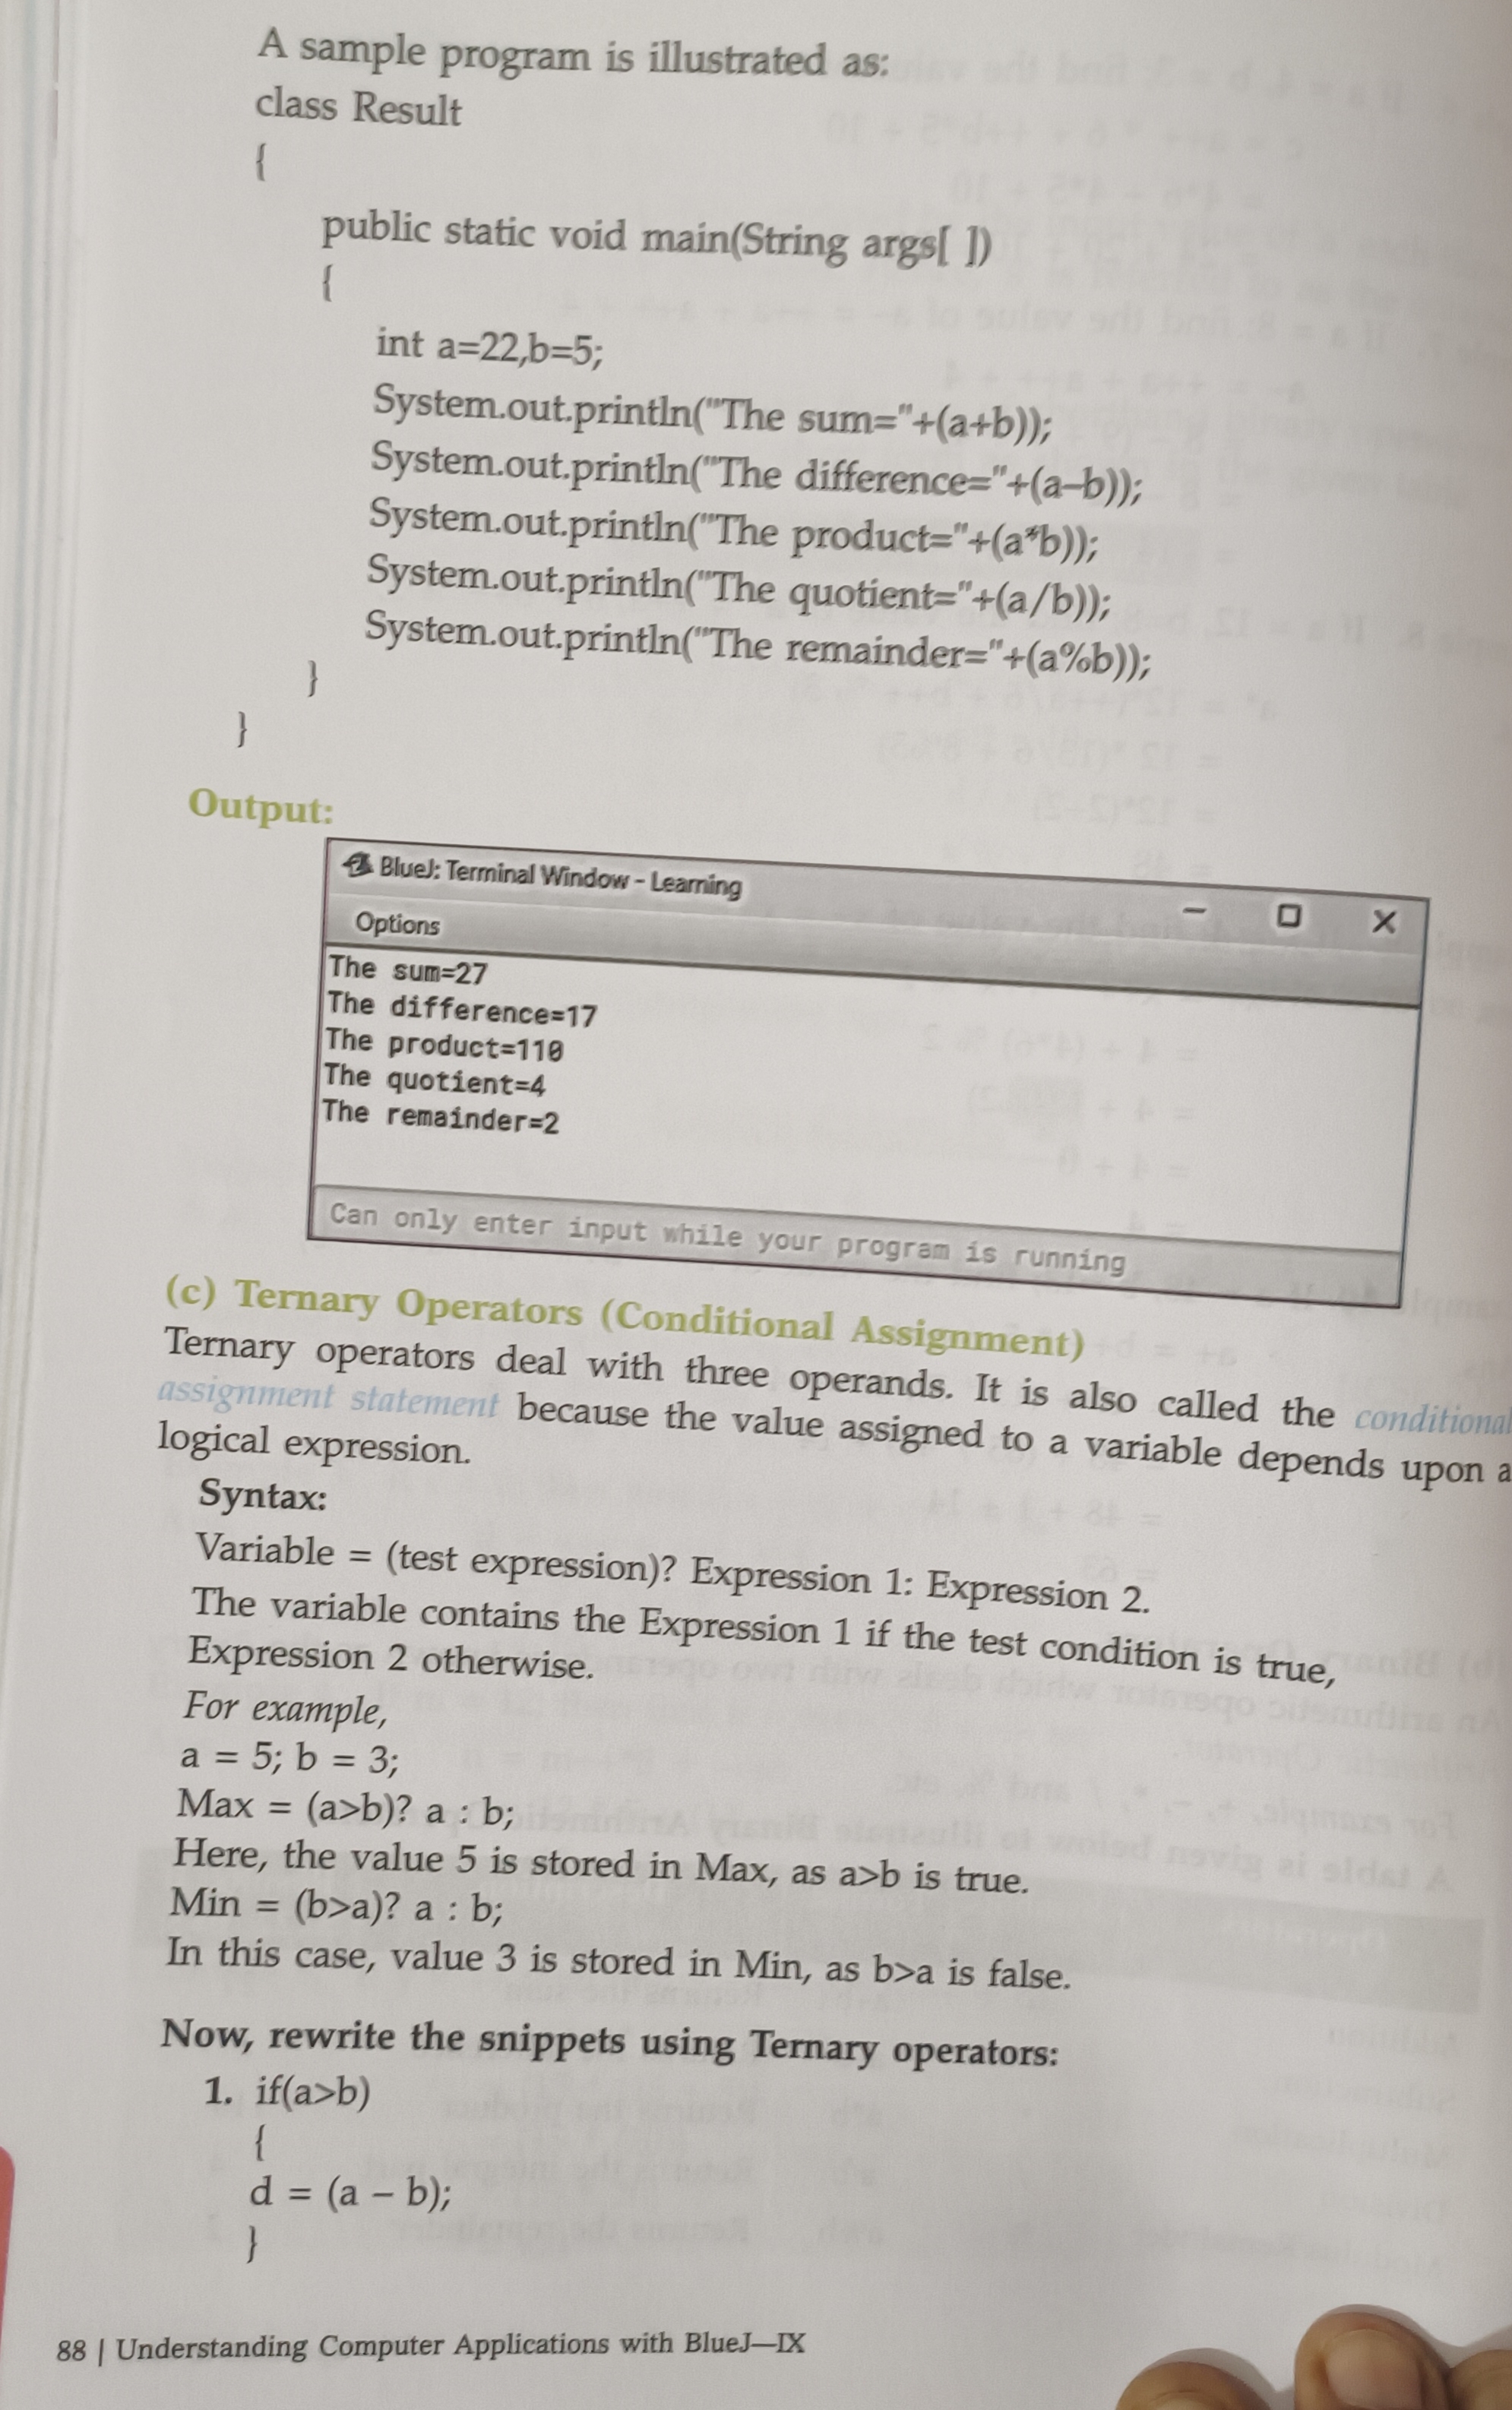 A sample program is illustrated as:
class Result
{
public static void main(String args[ ])
{
int a=22,b=5;
System.out.println("The sum="+(a+b));
System.out.println("The difference="+(a–b));
System.out.println("The product="+(a*b));
System.out.println("The quotient="+(a/b));
System.out.println("The remainder="+(a%b));
}
}
Output:
BlueJ: Terminal Window - Learning
Options
The sum=27
The difference=17
The product=110
The quotient=4
The remainder=2
Can only enter input while your program is running
(c) Ternary Operators (Conditional Assignment)
Ternary operators deal with three operands. It is also called the conditional
assignment statement because the value assigned to a variable depends upon a
logical expression.
Syntax:
Variable = (test expression)? Expression 1: Expression 2.
The variable contains the Expression 1 if the test condition is true,
Expression 2 otherwise.
For example,
a = 5; b = 3;
Max = (a>b)? a : b;
Here, the value 5 is stored in Max, as a>b is true.
Min = (b>a)? a : b;
In this case, value 3 is stored in Min, as b>a is false.
Now, rewrite the snippets using Ternary operators:
1. if(a>b)
{
d = (a – b);
}
88 | Understanding Computer Applications with BlueJ—IX